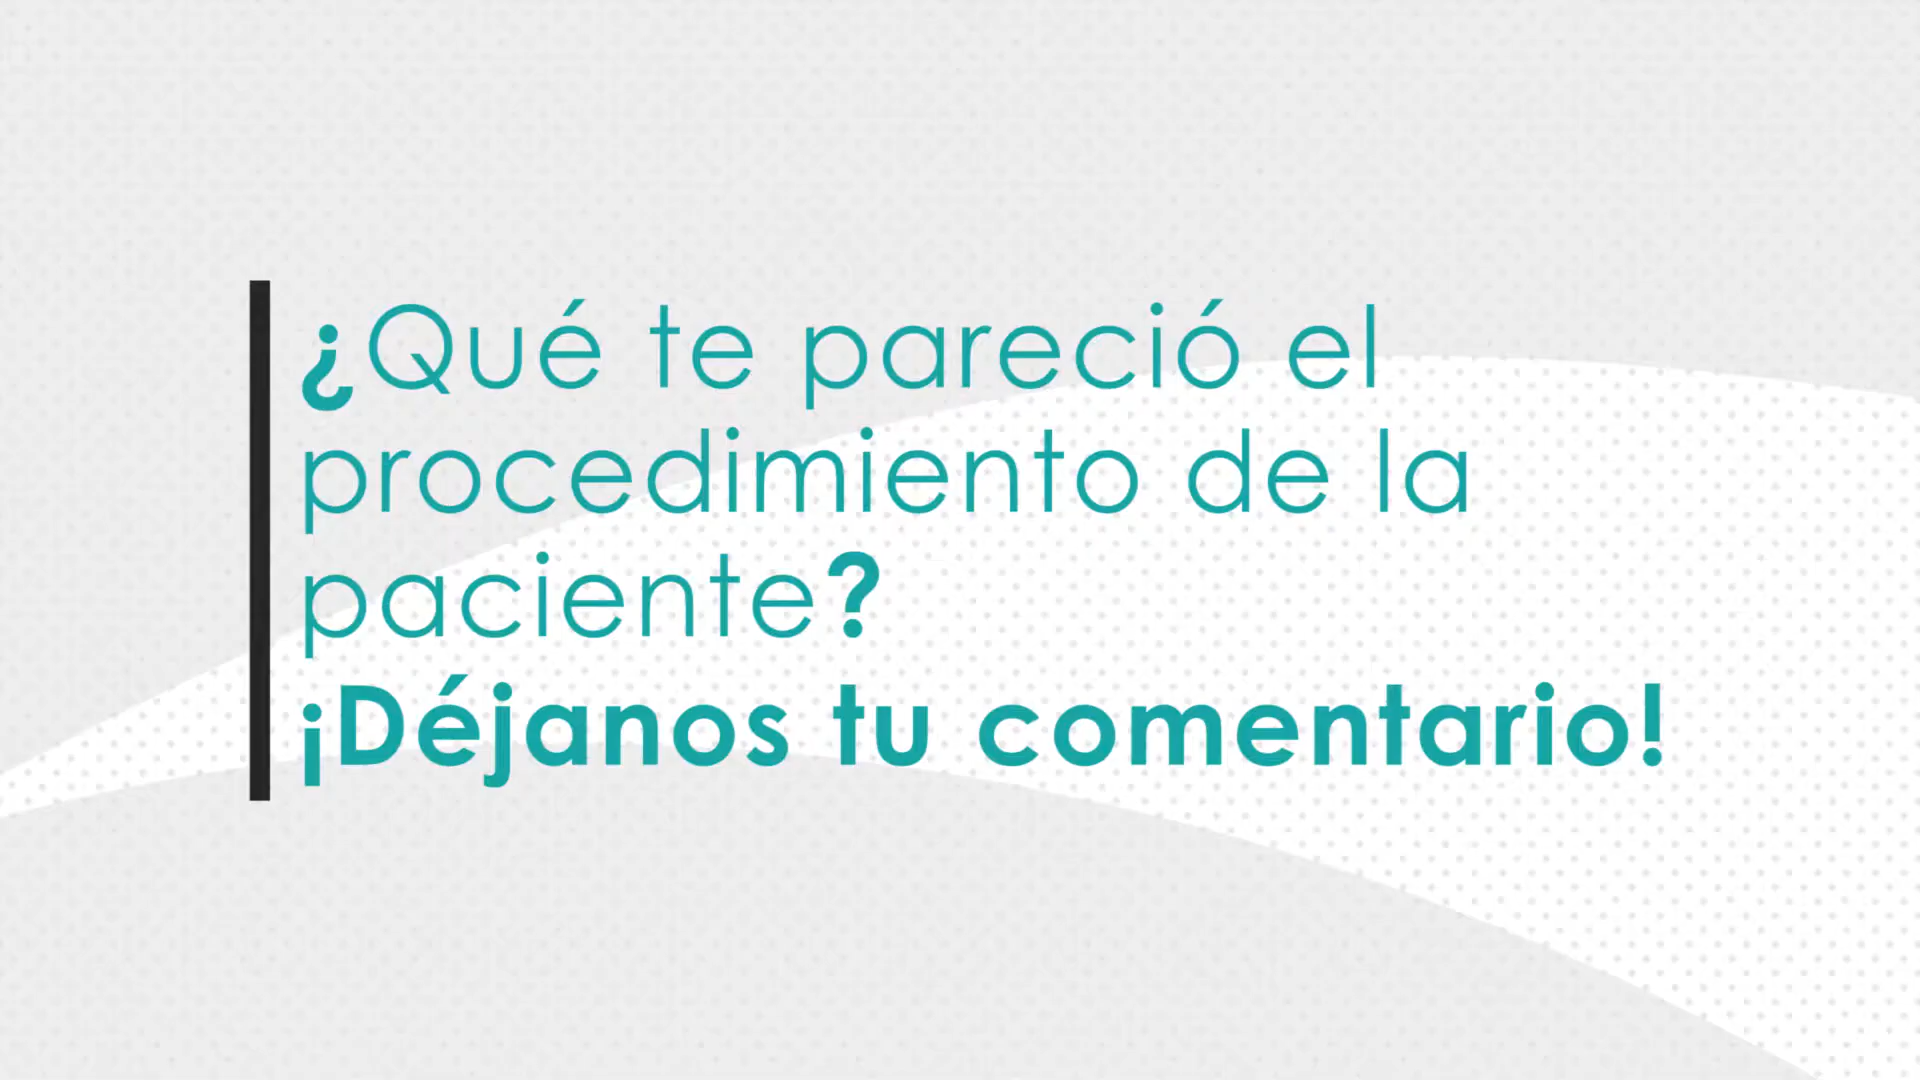 ¿Qué te pareció el
procedimiento de la
paciente?
¡Déjanos tu comentario!